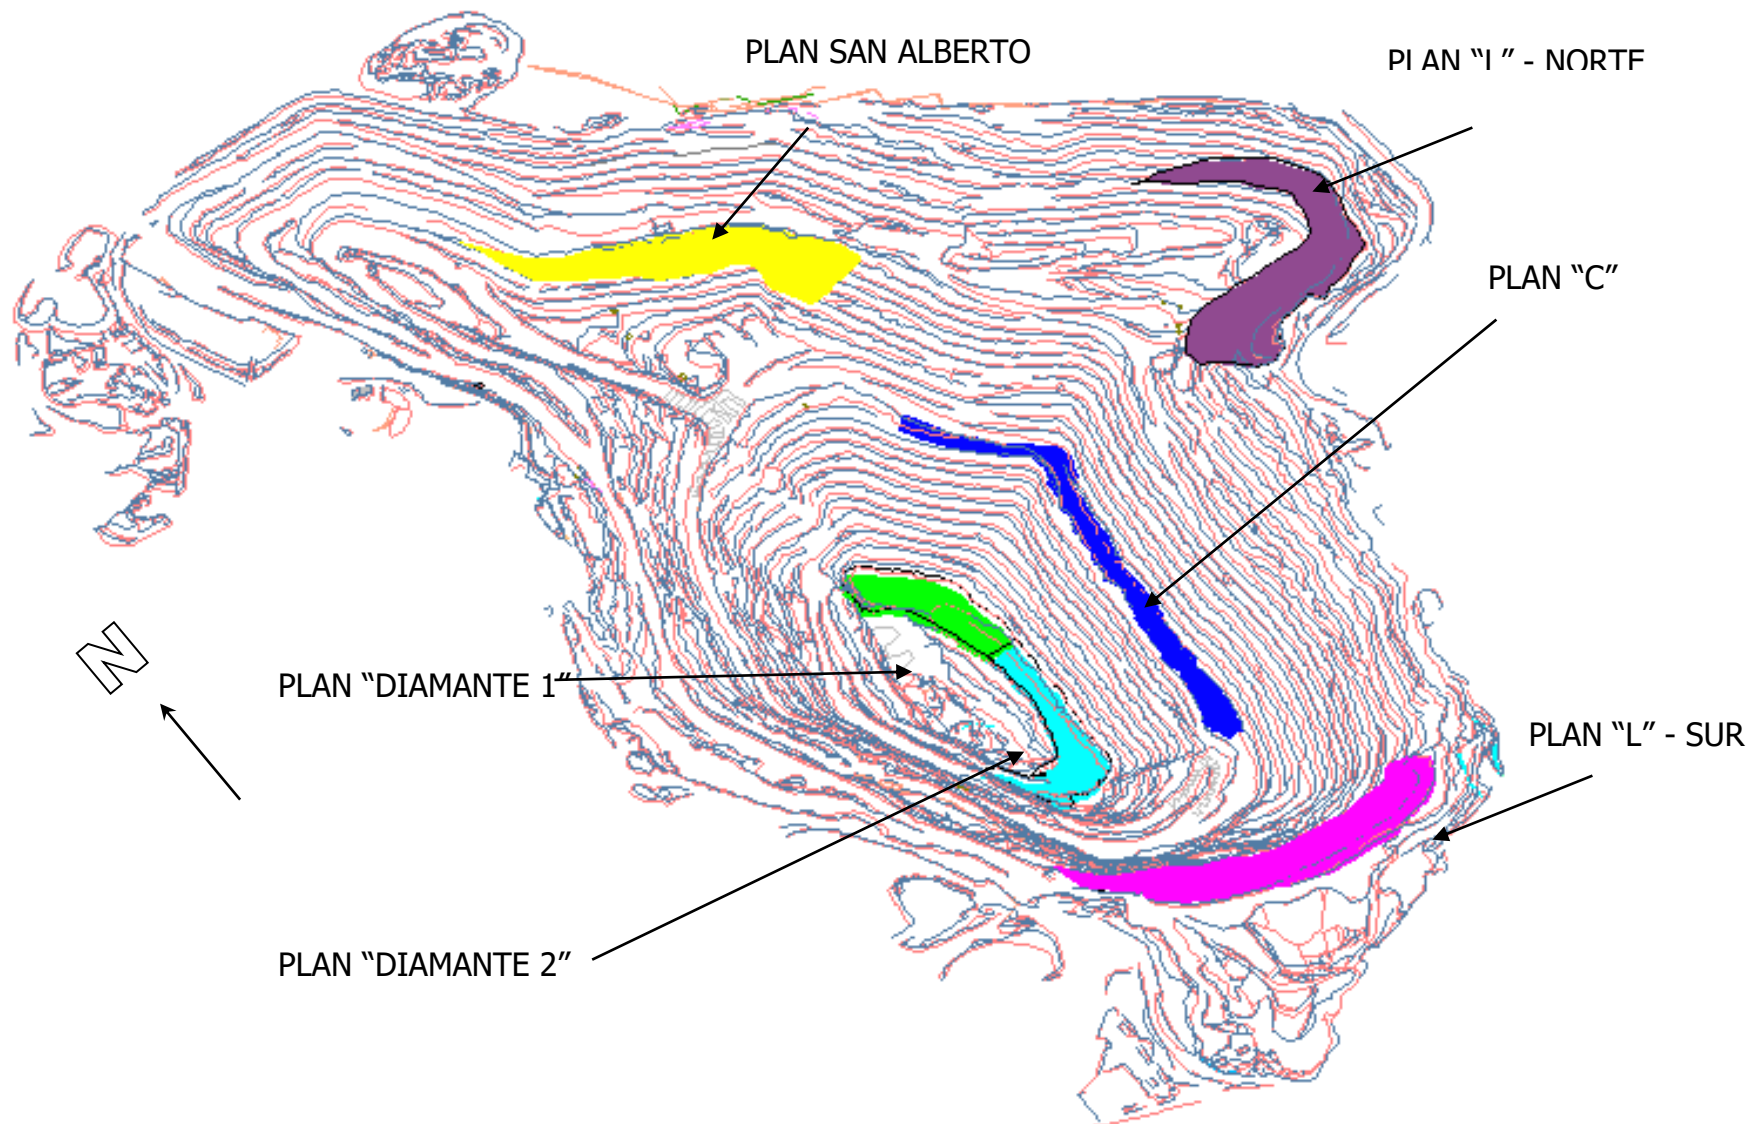 PLAN SAN ALBERTO
PLAN “L” - NORTE
PLAN “C”
N
PLAN “DIAMANTE 1”
PLAN “L” - SUR
PLAN “DIAMANTE 2”